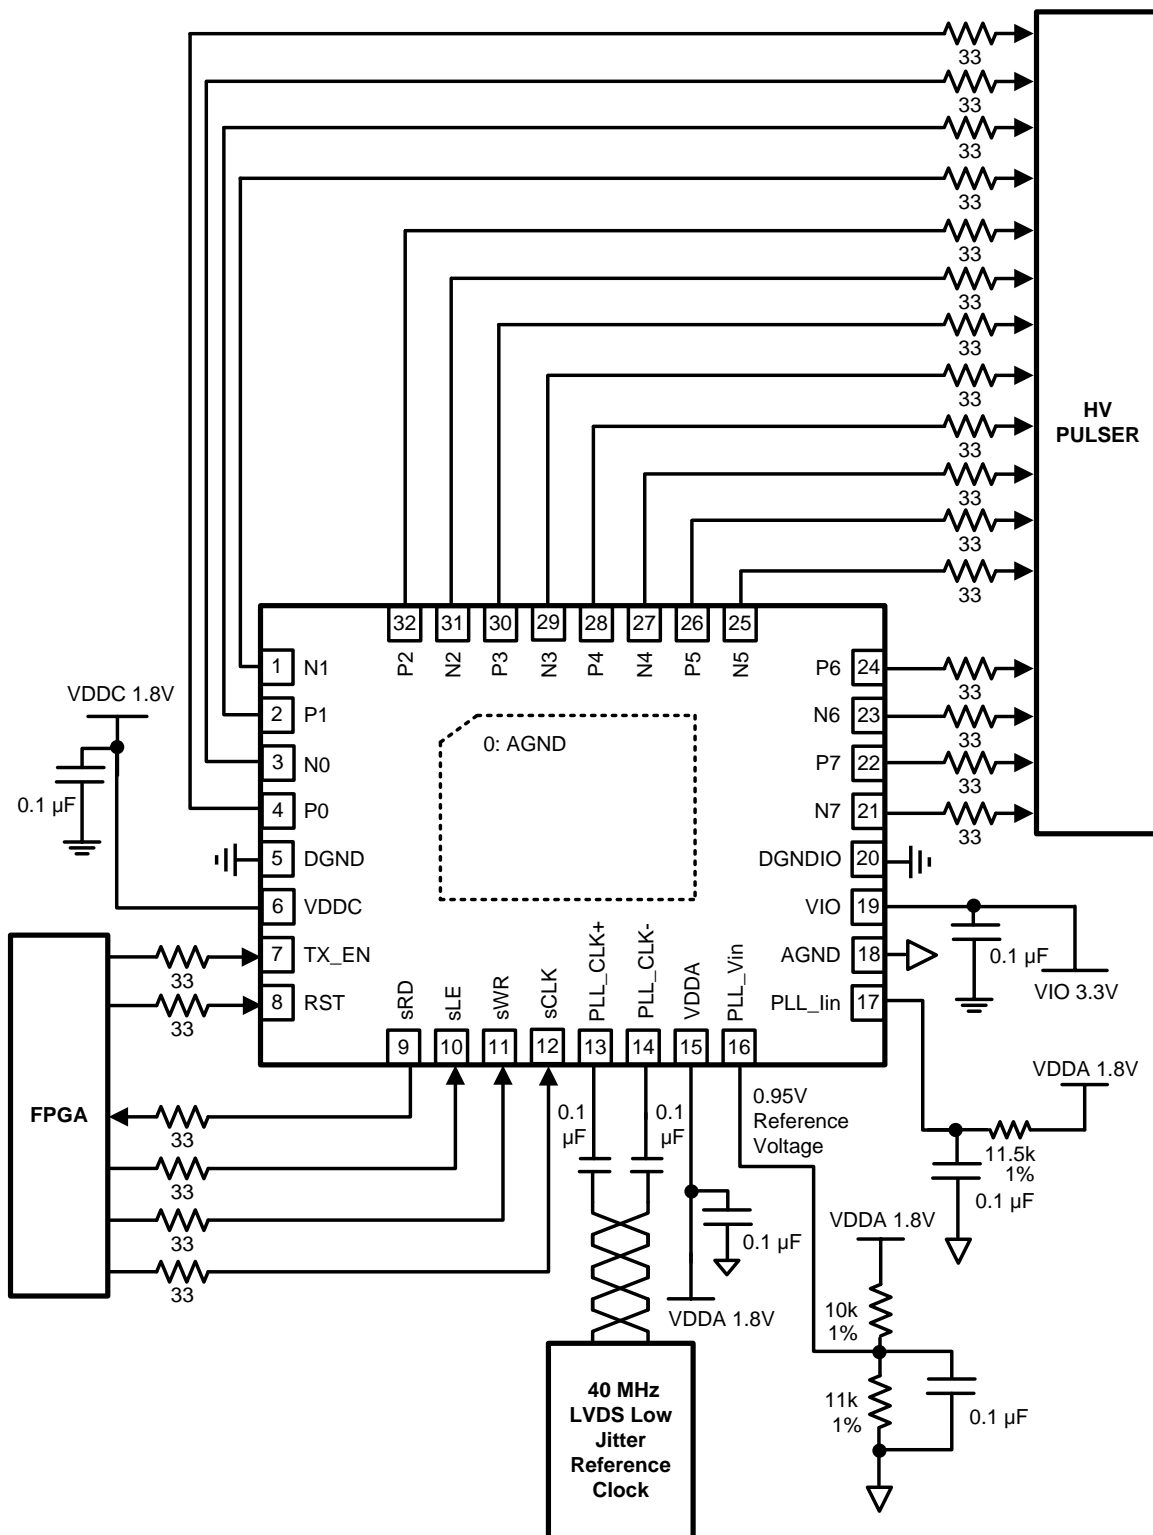 33
33
33
33
33
33
33
33
33
33
33
33
HV
PULSER
32
31
30
29
28
27
26
25
P2
N2
P3
N3
P4
N4
P5
N5
1
N1
2
P1
3
N0
4
P0
5
DGND
6
VDDC
7
TX_EN
8
RST
P6
24
33
N6
23
33
P7
22
33
N7
21
33
DGNDIO
20
VIO
19
AGND
18
PLL_Iin
17
VDDC 1.8V
0.1 µF
0: AGND
0.1 µF
VIO 3.3V
sRD
sLE
sWR
sCLK
PLL_CLK+
PLL_CLK-
VDDA
PLL_Vin
9
10
11
12
13
14
15
16
FPGA
33
33
33
33
33
33
0.1
µF
0.1
µF
0.95V
Reference
Voltage
VDDA 1.8V
11.5k
1%
0.1 µF
0.1 µF
VDDA 1.8V
VDDA 1.8V
10k
1%
11k
1%
0.1 µF
40 MHz
LVDS Low
Jitter
Reference
Clock